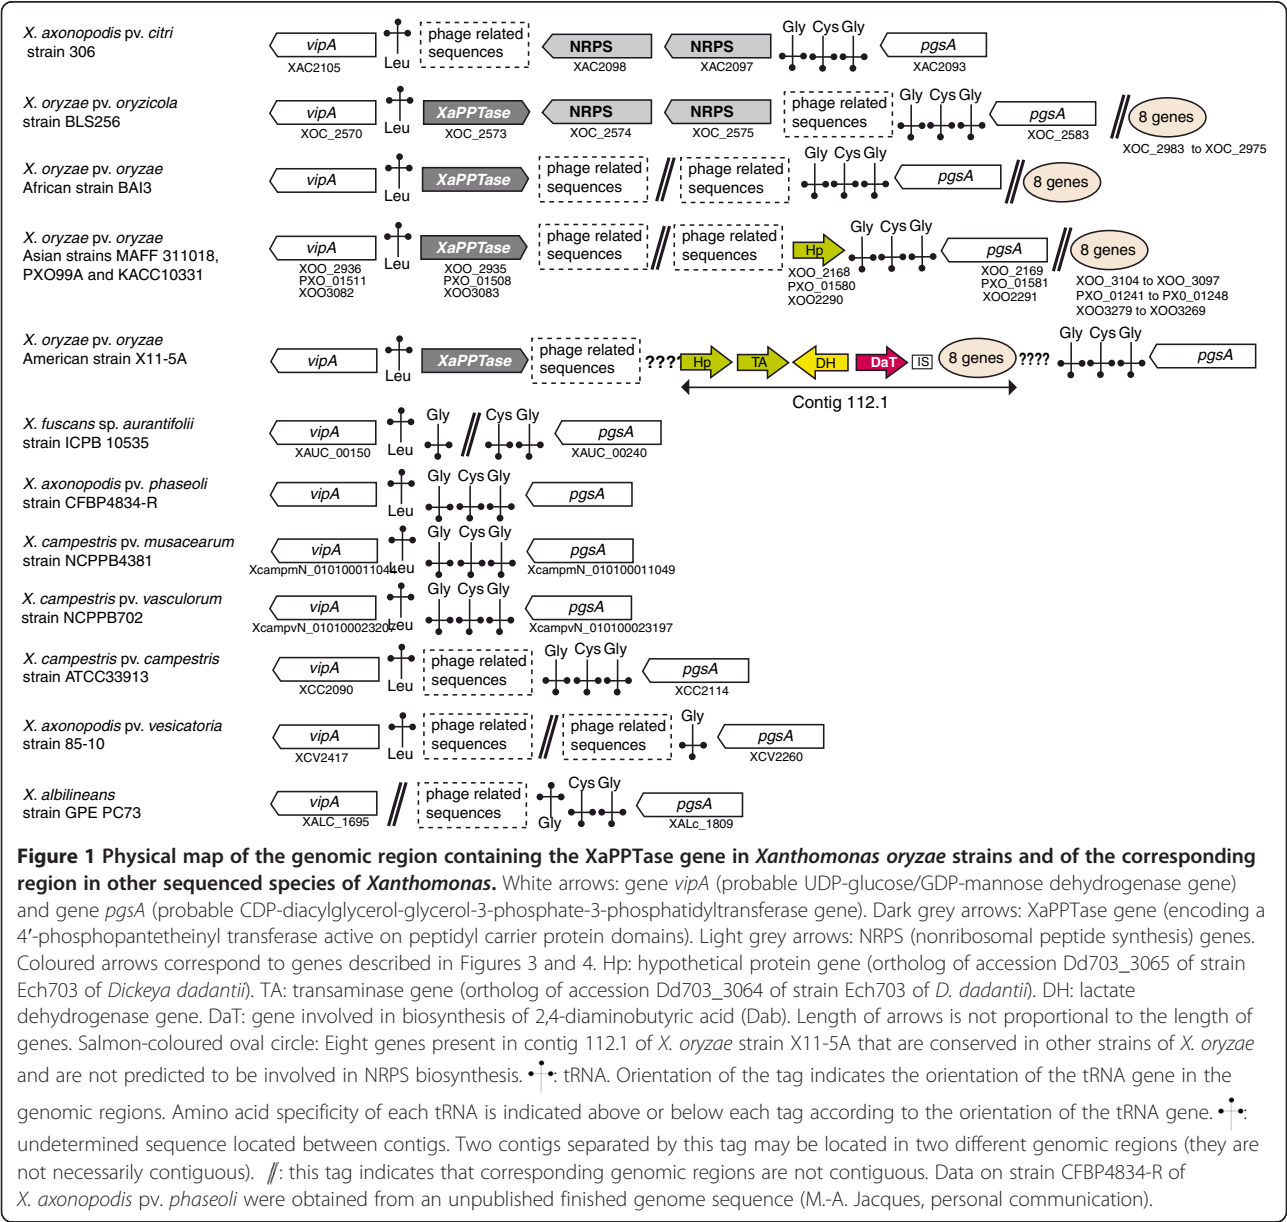 X. axonopodis pv. citri
strain 306
vipA
XAC2105
Leu
phage related
sequences
NRPS
XAC2098
NRPS
XAC2097
Gly Cys Gly
pgsA
XAC2093
X. oryzae pv. oryzicola
strain BLS256
vipA
XOC_2570
Leu
XaPPTase
XOC_2573
NRPS
XOC_2574
NRPS
XOC_2575
phage related
sequences
Gly Cys Gly
pgsA
XOC_2583
8 genes
XOC_2983 to XOC_2975
X. oryzae pv. oryzae
African strain BAI3
vipA
Leu
XaPPTase
phage related
sequences
phage related
sequences
Gly Cys Gly
pgsA
8 genes
X. oryzae pv. oryzae
Asian strains MAFF 311018,
PXO99A and KACC10331
vipA
XOO_2936
PXO_01511
XOO3082
Leu
XaPPTase
XOO_2935
PXO_01508
XOO3083
phage related
sequences
phage related
sequences
Hp
XOO_2168
PXO_01580
XOO2290
Gly Cys Gly
pgsA
XOO_2169
PXO_01581
XOO2291
8 genes
XOO_3104 to XOO_3097
PXO_01241 to PX0_01248
XOO3279 to XOO3269
X. oryzae pv. oryzae
American strain X11-5A
vipA
Leu
XaPPTase
phage related
sequences
????
Hp
TA
DH
DaT
IS
8 genes
????
Contig 112.1
Gly Cys Gly
pgsA
X. fuscans sp. aurantifolii
strain ICPB 10535
vipA
XAUC_00150
Leu
Gly
Cys Gly
pgsA
XAUC_00240
X. axonopodis pv. phaseoli
strain CFBP4834-R
vipA
Leu
Gly Cys Gly
pgsA
X. campestris pv. musacearum
strain NCPPB4381
vipA
XcampmN_010100011044
Leu
Gly Cys Gly
pgsA
XcampmN_010100011049
X. campestris pv. vasculorum
strain NCPPB702
vipA
XcampvN_010100023207
Leu
Gly Cys Gly
pgsA
XcampvN_010100023197
X. campestris pv. campestris
strain ATCC33913
vipA
XCC2090
Leu
phage related
sequences
Gly Cys Gly
pgsA
XCC2114
X. axonopodis pv. vesicatoria
strain 85-10
vipA
XCV2417
Leu
phage related
sequences
phage related
sequences
Gly
pgsA
XCV2260
X. albilineans
strain GPE PC73
vipA
XALC_1695
phage related
sequences
Gly
Cys Gly
pgsA
XALc_1809
Figure 1 Physical map of the genomic region containing the XaPPTase gene in Xanthomonas oryzae strains and of the corresponding
region in other sequenced species of Xanthomonas. White arrows: gene vipA (probable UDP-glucose/GDP-mannose dehydrogenase gene)
and gene pgsA (probable CDP-diacylglycerol-glycerol-3-phosphate-3-phosphatidyltransferase gene). Dark grey arrows: XaPPTase gene (encoding a
4′-phosphopantetheinyl transferase active on peptidyl carrier protein domains). Light grey arrows: NRPS (nonribosomal peptide synthesis) genes.
Coloured arrows correspond to genes described in Figures 3 and 4. Hp: hypothetical protein gene (ortholog of accession Dd703_3065 of strain
Ech703 of Dickeya dadantii). TA: transaminase gene (ortholog of accession Dd703_3064 of strain Ech703 of D. dadantii). DH: lactate
dehydrogenase gene. DaT: gene involved in biosynthesis of 2,4-diaminobutyric acid (Dab). Length of arrows is not proportional to the length of
genes. Salmon-coloured oval circle: Eight genes present in contig 112.1 of X. oryzae strain X11-5A that are conserved in other strains of X. oryzae
and are not predicted to be involved in NRPS biosynthesis. : tRNA. Orientation of the tag indicates the orientation of the tRNA gene in the
genomic regions. Amino acid specificity of each tRNA is indicated above or below each tag according to the orientation of the tRNA gene. :
undetermined sequence located between contigs. Two contigs separated by this tag may be located in two different genomic regions (they are
not necessarily contiguous). //: this tag indicates that corresponding genomic regions are not contiguous. Data on strain CFBP4834-R of
X. axonopodis pv. phaseoli were obtained from an unpublished finished genome sequence (M.-A. Jacques, personal communication).